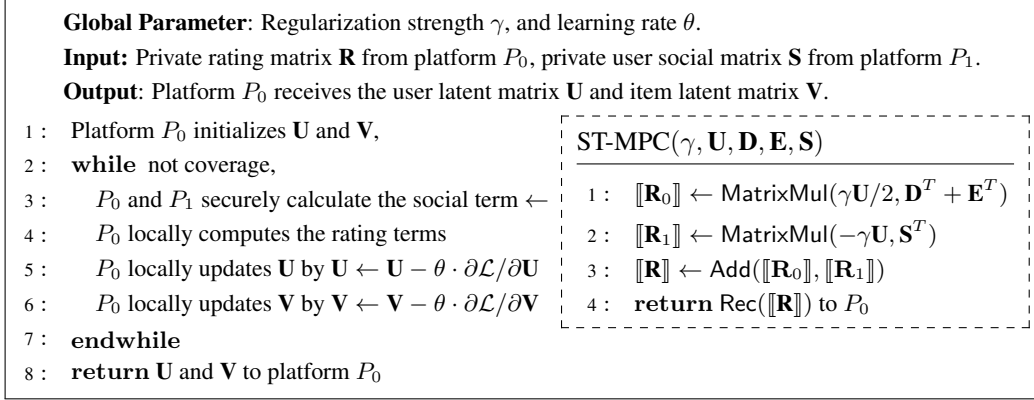 Global Parameter: Regularization strength γ, and learning rate θ.
Input: Private rating matrix R from platform P₀, private user social matrix S from platform P₁.
Output: Platform P₀ receives the user latent matrix U and item latent matrix V.
1 : Platform P₀ initializes U and V,
2 : while not coverage,
3 : P₀ and P₁ securely calculate the social term ←
4 : P₀ locally computes the rating terms
5 : P₀ locally updates U by U ← U − θ · ∂ℒ/∂U
6 : P₀ locally updates V by V ← V − θ · ∂ℒ/∂V
7 : endwhile
8 : return U and V to platform P₀
ST-MPC(γ, U, D, E, S)
1 : ⟦R₀⟧ ← MatrixMul(γU/2, Dᵀ + Eᵀ)
2 : ⟦R₁⟧ ← MatrixMul(−γU, Sᵀ)
3 : ⟦R⟧ ← Add(⟦R₀⟧, ⟦R₁⟧)
4 : return Rec(⟦R⟧) to P₀